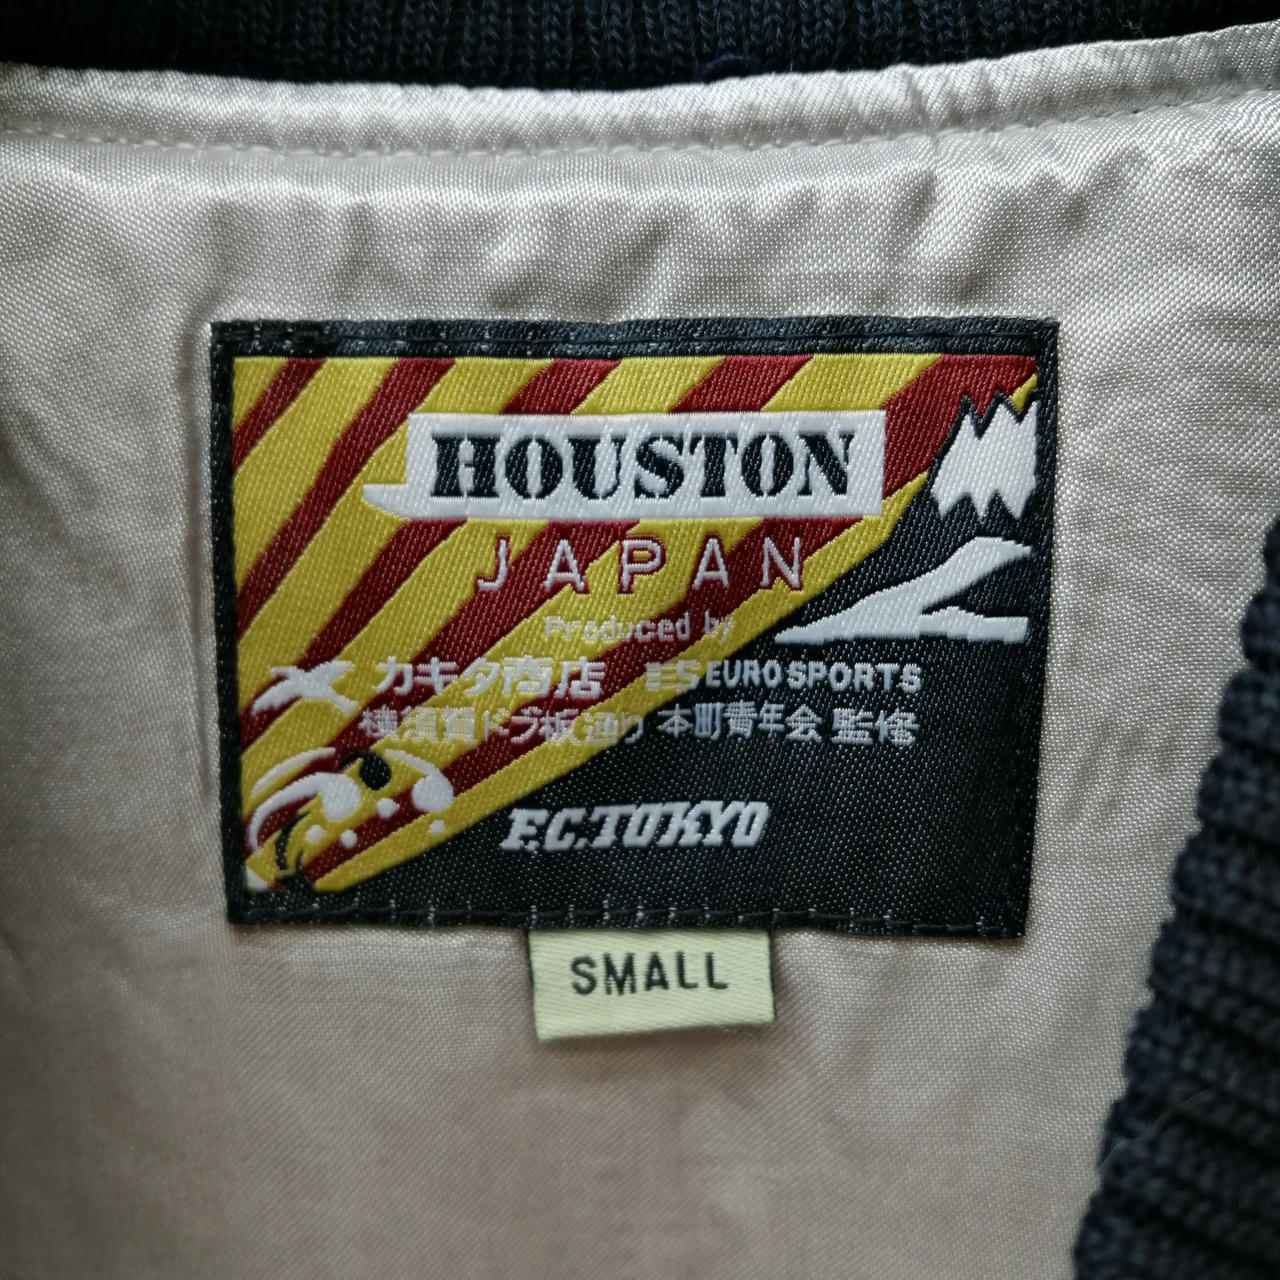 HOUSTON
JAPAN
Produced by
カキタ商店 ES EURO SPORTS
横須賀ドブ板通り 本町青年会 監修
F.C.TOKYO
SMALL